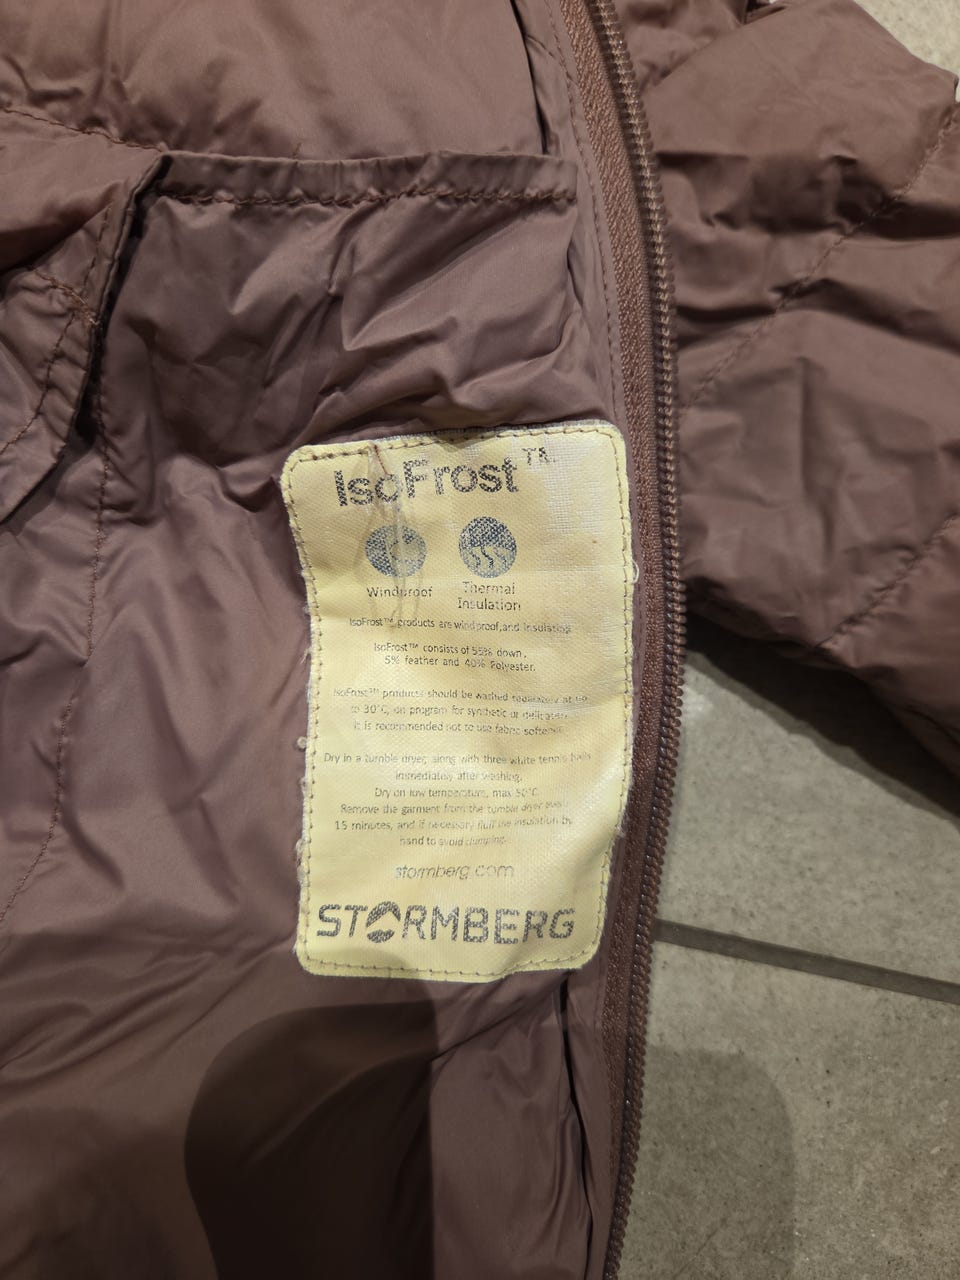 IsoFrost™
Windproof
Thermal
Insulation
IsoFrost™ products are windproof, and insulating.
IsoFrost™ consists of 55% down,
5% feather and 40% Polyester.
IsoFrost™ products should be washed separately at up
to 30°C, on program for synthetic or delicates.
It is recommended not to use fabric softener.
Dry in a tumble dryer, along with three white tennis balls
immediately after washing.
Dry on low temperature, max 50°C.
Remove the garment from the tumble dryer every
15 minutes, and if necessary fluff the insulation by
hand to avoid clumping.
stormberg.com
STORMBERG